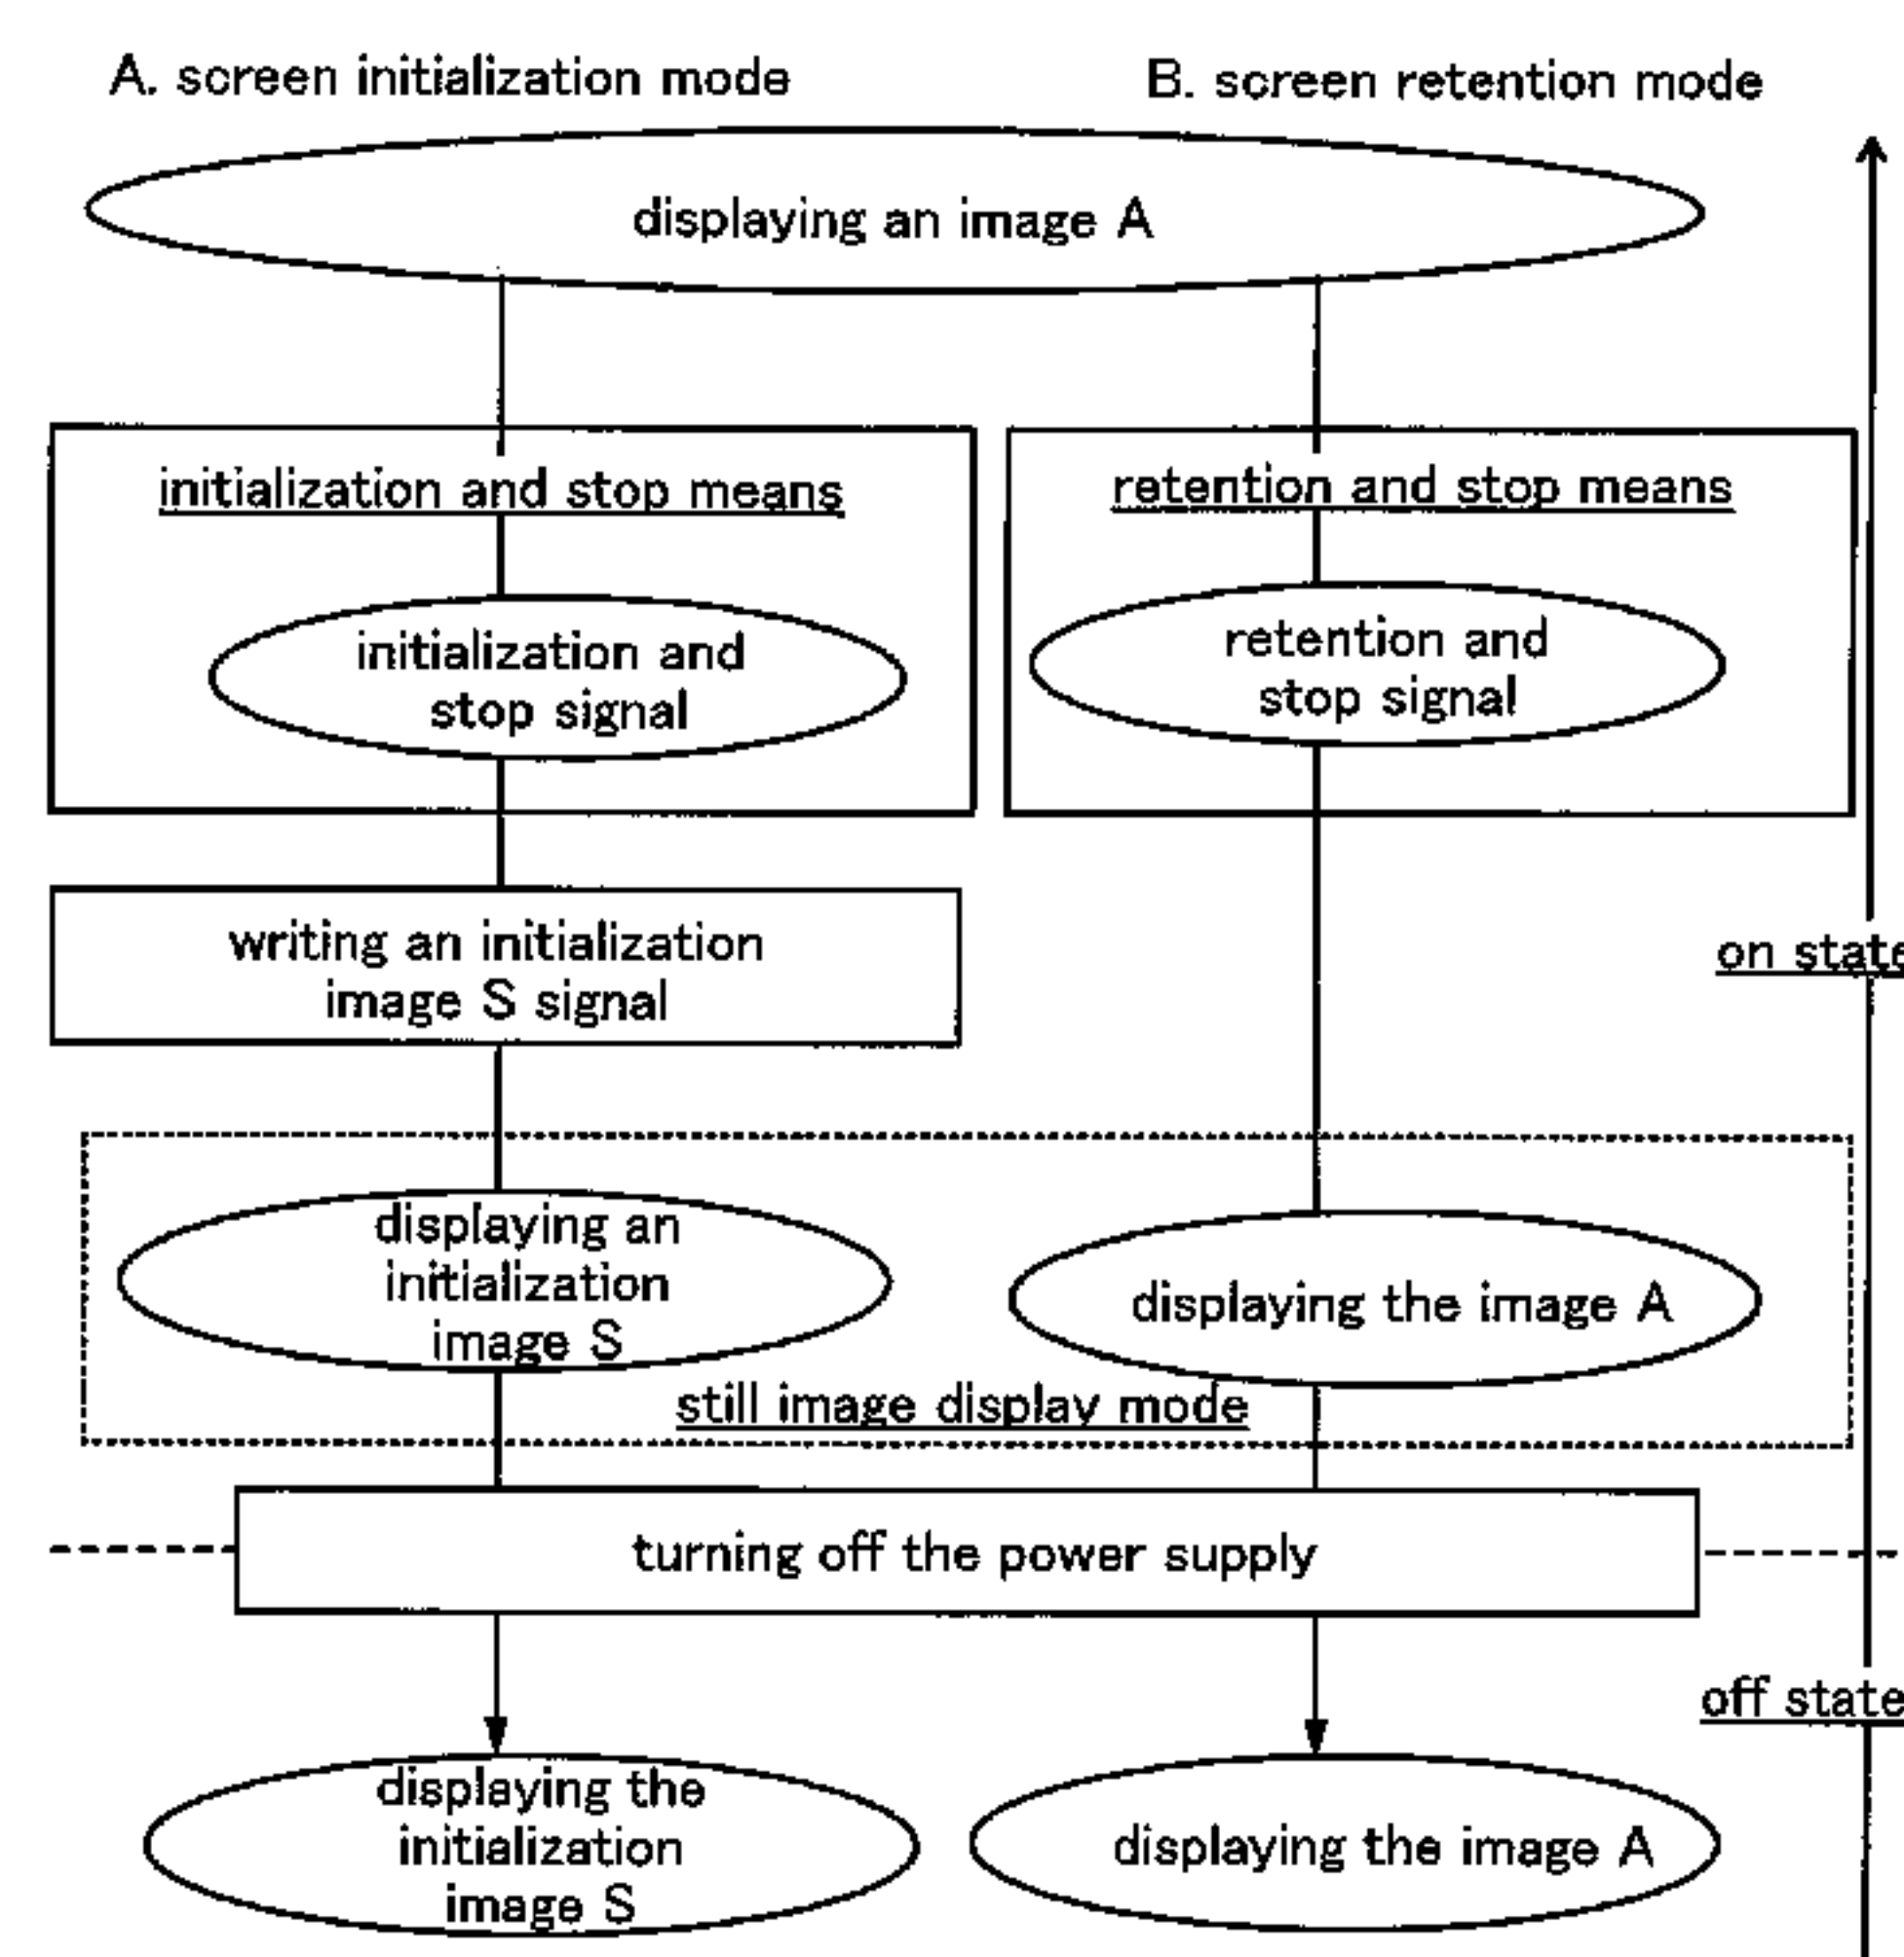 A. screen initialization mode
B. screen retention mode
displaying an image A
initialization and stop means
retention and stop means
initialization and
stop signal
retention and
stop signal
writing an initialization
image S signal
on state
displaying an
initialization
image S
displaying the image A
still image display mode
turning off the power supply
off state
displaying the
initialization
image S
displaying the image A